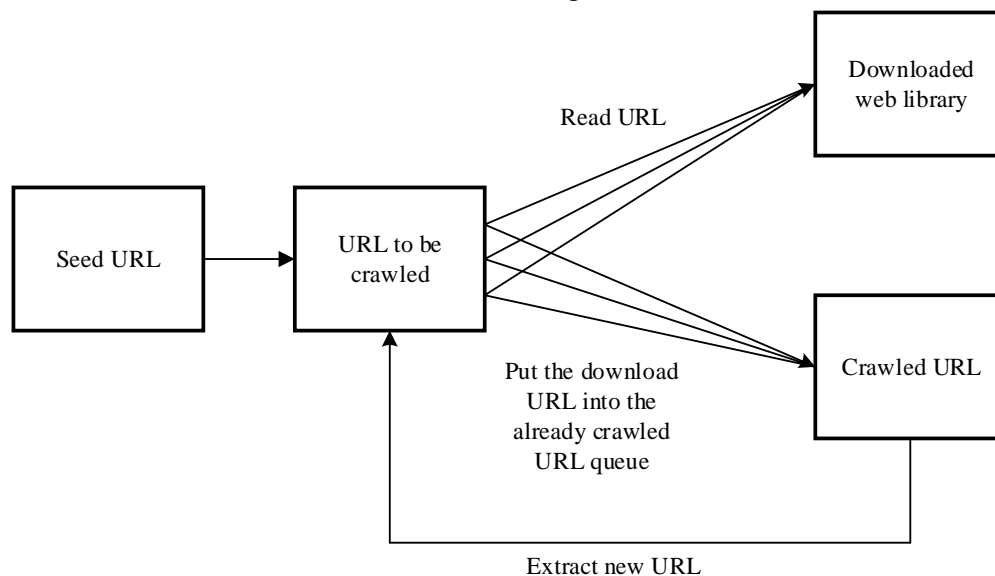 Downloaded
web library
Read URL
Seed URL
URL to be
crawled
Put the download
URL into the
already crawled
URL queue
Crawled URL
Extract new URL